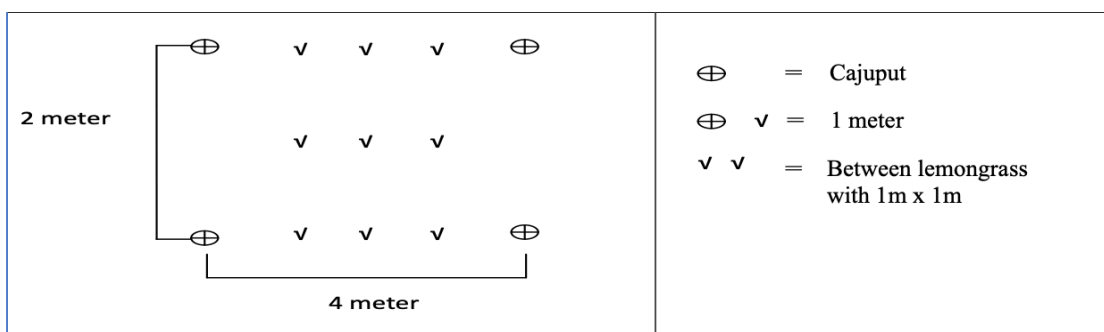 √ √ √
2 meter
√ √ √
√ √ √
4 meter
= Cajuput
√ = 1 meter
√ √ = Between lemongrass
with 1m x 1m